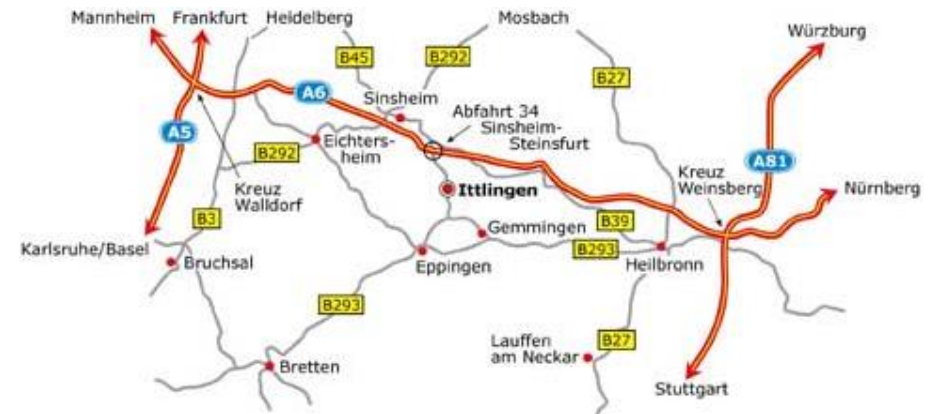 Mannheim
Frankfurt
Heidelberg
Mosbach
Würzburg
B45
B292
B27
A6
Sinsheim
Abfahrt 34
Sinsheim-
Steinsfurt
A5
Eichters-
heim
B292
A81
Kreuz
Walldorf
Ittlingen
Kreuz
Weinsberg
Nürnberg
B3
Gemmingen
B39
Karlsruhe/Basel
Bruchsal
Eppingen
B293
Heilbronn
B293
Lauffen
am Neckar
B27
Bretten
Stuttgart